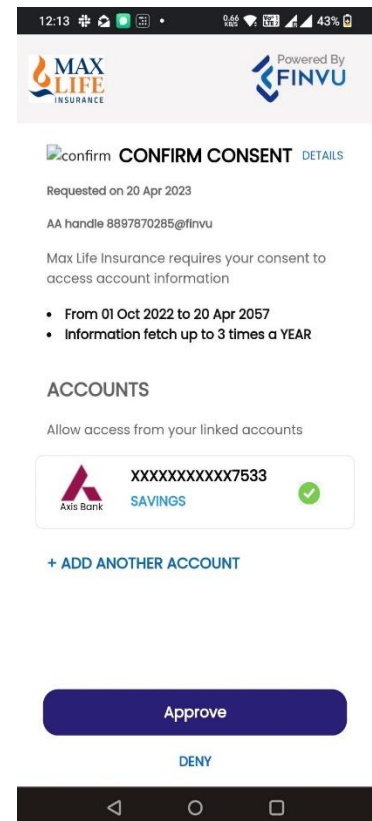 12:13
0.66
KB/S
43%
MAX
LIFE
INSURANCE
Powered By
FINVU
confirm CONFIRM CONSENT DETAILS
Requested on 20 Apr 2023
AA handle 8897870285@finvu
Max Life Insurance requires your consent to
access account information
• From 01 Oct 2022 to 20 Apr 2057
• Information fetch up to 3 times a YEAR
ACCOUNTS
Allow access from your linked accounts
XXXXXXXXXXX7533
Axis Bank
SAVINGS
+ ADD ANOTHER ACCOUNT
Approve
DENY